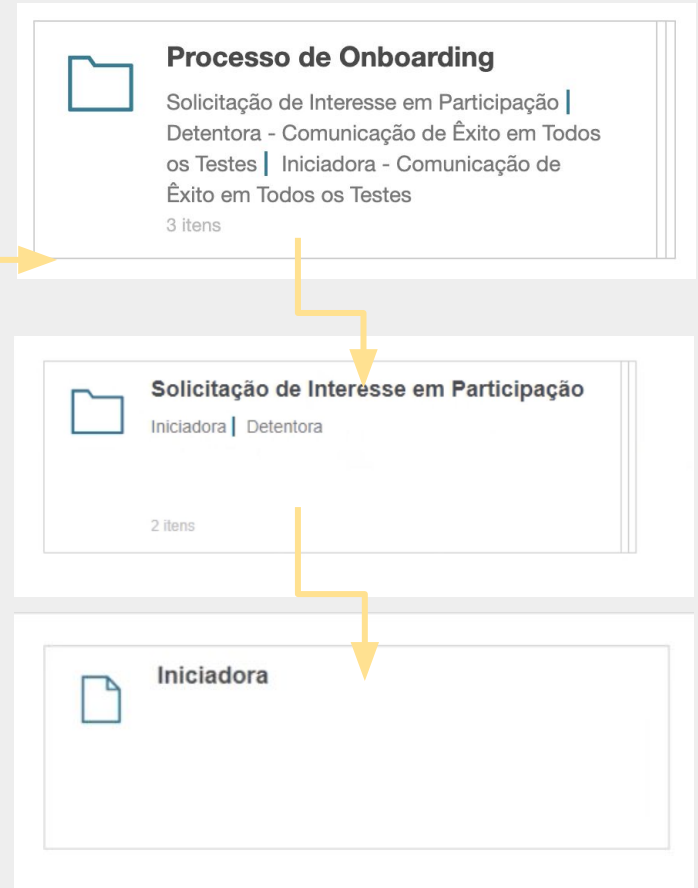 Processo de Onboarding
Solicitação de Interesse em Participação |
Detentora - Comunicação de Êxito em Todos
os Testes | Iniciadora - Comunicação de
Êxito em Todos os Testes
3 itens
Solicitação de Interesse em Participação
Iniciadora | Detentora
2 itens
Iniciadora